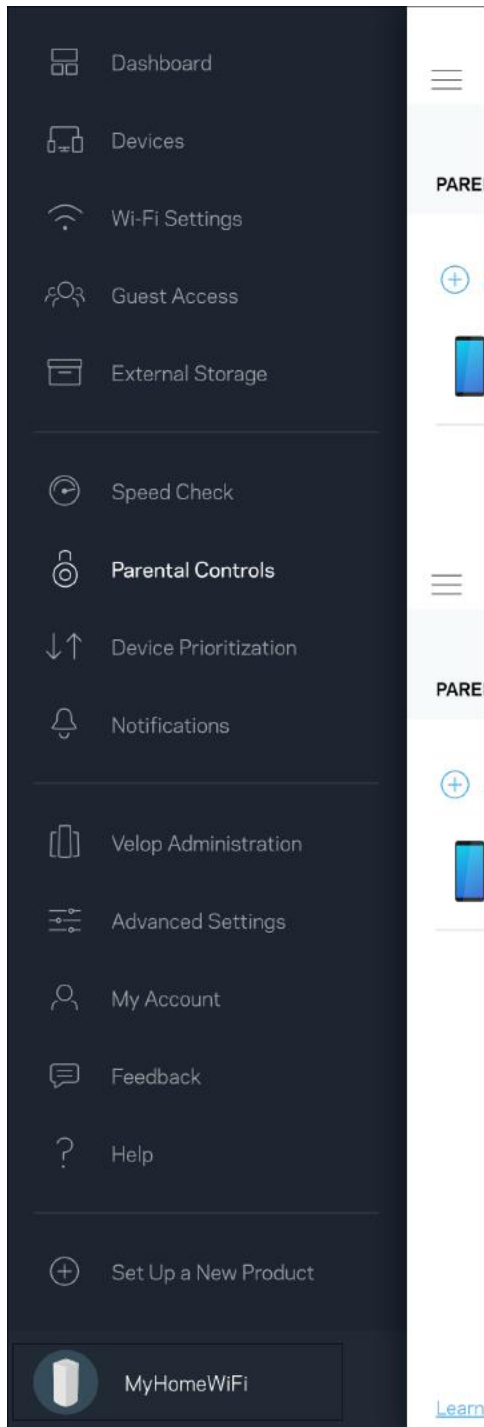 Dashboard
Devices
Wi-Fi Settings
Guest Access
External Storage
Speed Check
Parental Controls
Device Prioritization
Notifications
Velop Administration
Advanced Settings
My Account
Feedback
Help
Set Up a New Product
MyHomeWiFi
PARE
PARE
Learn